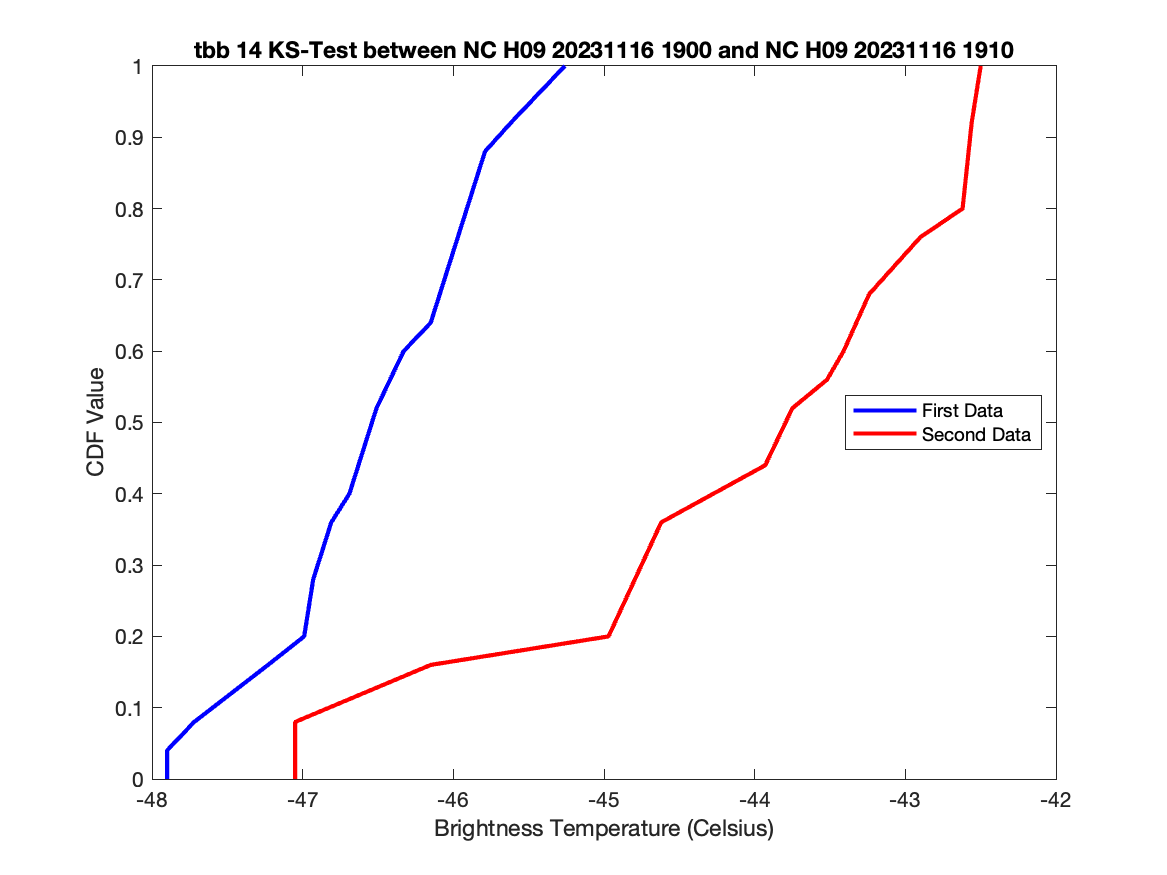 tbb 14 KS-Test between NC H09 20231116 1900 and NC H09 20231116 1910
1
0.9
0.8
0.7
0.6
0.5
0.4
0.3
0.2
0.1
0
CDF Value
First Data
Second Data
-48 -47 -46 -45 -44 -43 -42
Brightness Temperature (Celsius)